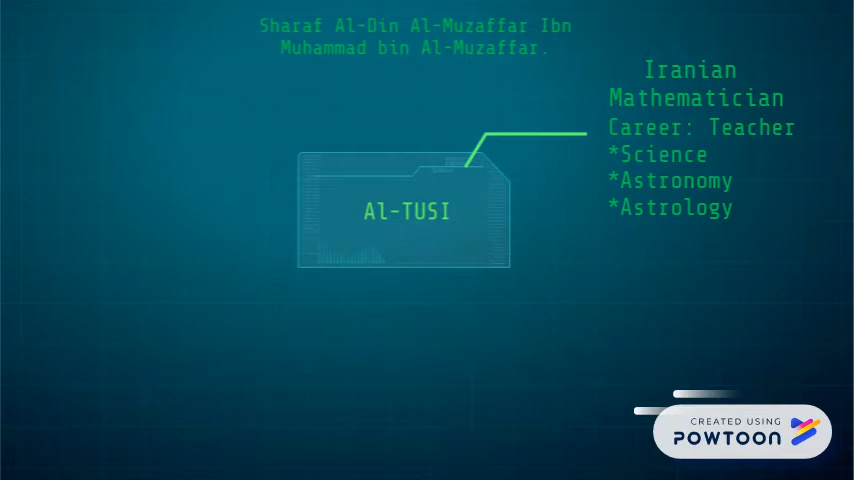 Sharaf Al-Din Al-Muzaffar Ibn
Muhammad bin Al-Muzaffar.
Iranian
Mathematician
Career: Teacher
*Science
*Astronomy
*Astrology
Al-TUSI
CREATED USING
POWTOON